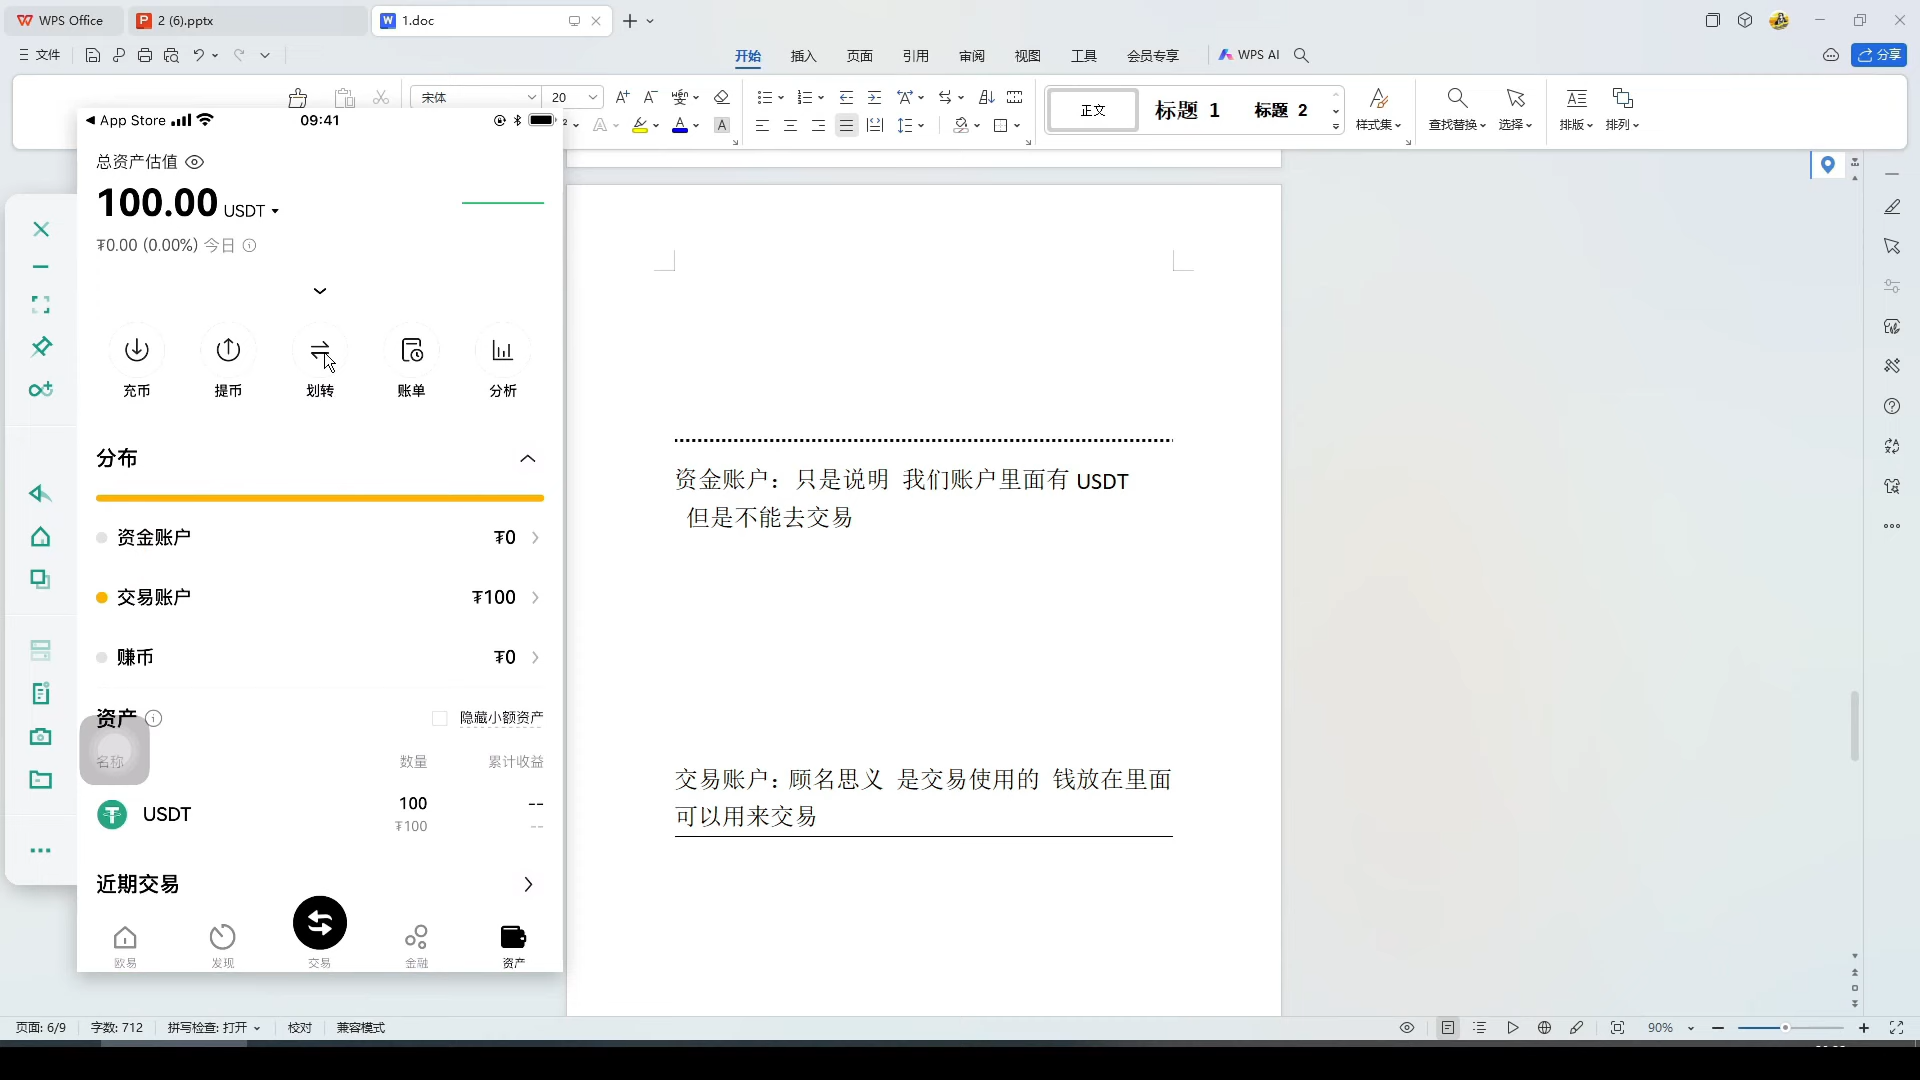 WPS Office
2 (6).pptx
1.doc
文件
开始
插入
页面
引用
审阅
视图
工具
会员专享
WPS AI
分享
宋体
20
正文
标题 1
标题 2
样式集
查找替换
选择
排版
排列
App Store
09:41
总资产估值
100.00 USDT
₮0.00 (0.00%) 今日
充币
提币
划转
账单
分析
分布
资金账户
₮0
交易账户
₮100
赚币
₮0
资产
隐藏小额资产
名称
数量
累计收益
USDT
100
--
₮100
--
近期交易
欧易
发现
交易
金融
资产
资金账户：只是说明 我们账户里面有 USDT
但是不能去交易
交易账户：顾名思义 是交易使用的 钱放在里面
可以用来交易
页面: 6/9
字数: 712
拼写检查: 打开
校对
兼容模式
90%